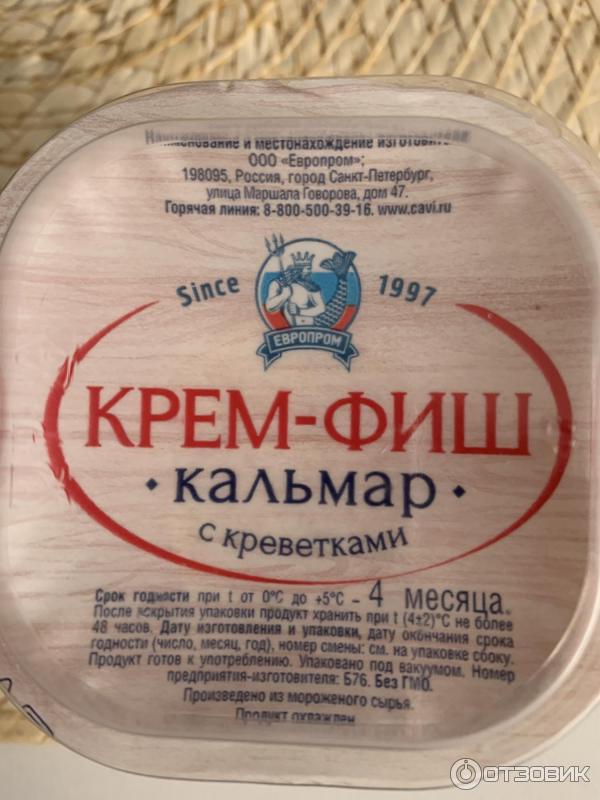 наименование и местонахождение изготовит
ООО «Европром»;
198095, Россия, город Санкт-Петербург,
улица Маршала Говорова, дом 47.
Горячая линия: 8-800-500-39-16. www.cavi.ru
Since 1997
ЕВРОПРОМ
КРЕМ-ФИШ
• кальмар •
с креветками
Срок годности при t от 0°C до +5°C - 4 месяца.
После вскрытия упаковки продукт хранить при t (4±2)°C не более
48 часов. Дату изготовления и упаковки, дату окончания срока
годности (число, месяц, год), номер смены: см. на упаковке сбоку.
Продукт готов к употреблению. Упаковано под вакуумом. Номер
предприятия-изготовителя: Б76. Без ГМО.
Произведено из мороженого сырья.
Продукт охлажден
ОТЗОВИК